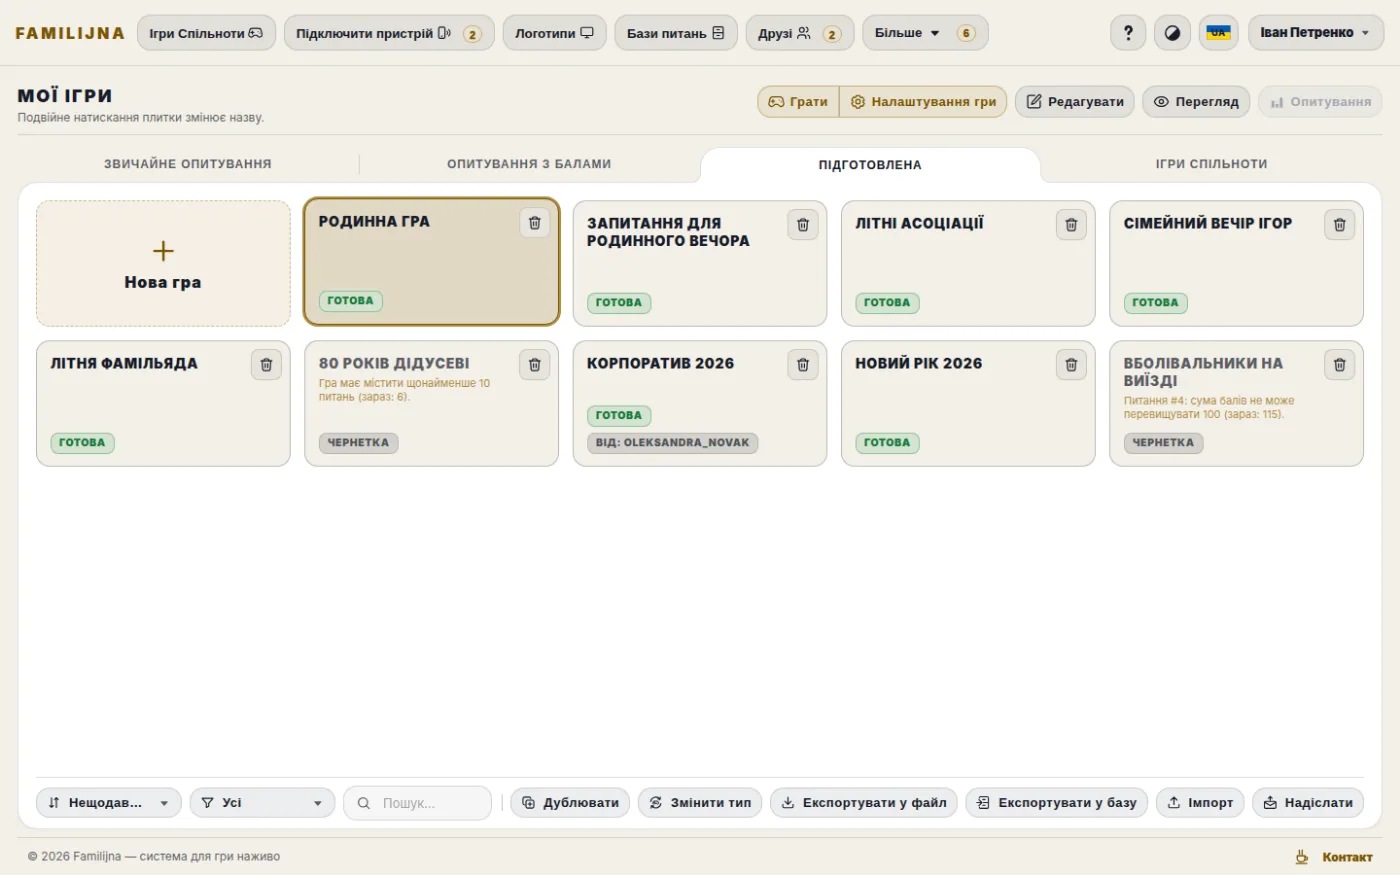 FAMILIJNA
Ігри Спільноти
Підключити пристрій 2
Логотипи
Бази питань
Друзі 2
Більше 6
?
UA
Іван Петренко
МОЇ ІГРИ
Подвійне натискання плитки змінює назву.
Грати
Налаштування гри
Редагувати
Перегляд
Опитування
ЗВИЧАЙНЕ ОПИТУВАННЯ
ОПИТУВАННЯ З БАЛАМИ
ПІДГОТОВЛЕНА
ІГРИ СПІЛЬНОТИ
Нова гра
РОДИННА ГРА
ГОТОВА
ЗАПИТАННЯ ДЛЯ
РОДИННОГО ВЕЧОРА
ГОТОВА
ЛІТНІ АСОЦІАЦІЇ
ГОТОВА
СІМЕЙНИЙ ВЕЧІР ІГОР
ГОТОВА
ЛІТНЯ ФАМІЛЬЯДА
ГОТОВА
80 РОКІВ ДІДУСЕВІ
Гра має містити щонайменше 10
питань (зараз: 6).
ЧЕРНЕТКА
КОРПОРАТИВ 2026
ГОТОВА
ВІД: OLEKSANDRA_NOVAK
НОВИЙ РІК 2026
ГОТОВА
ВБОЛІВАЛЬНИКИ НА
ВИЇЗДІ
Питання #4: сума балів не може
перевищувати 100 (зараз: 115).
ЧЕРНЕТКА
Нещодав...
Усі
Пошук...
Дублювати
Змінити тип
Експортувати у файл
Експортувати у базу
Імпорт
Надіслати
© 2026 Familijna — система для гри наживо
Контакт